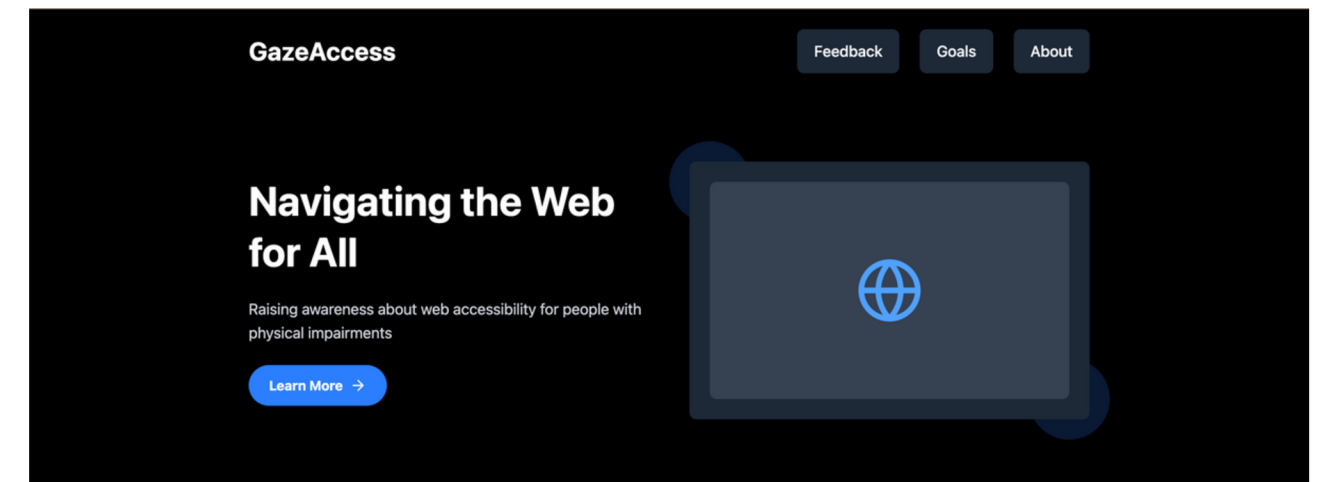 GazeAccess
Feedback
Goals
About
Navigating the Web
for All
Raising awareness about web accessibility for people with
physical impairments
Learn More →